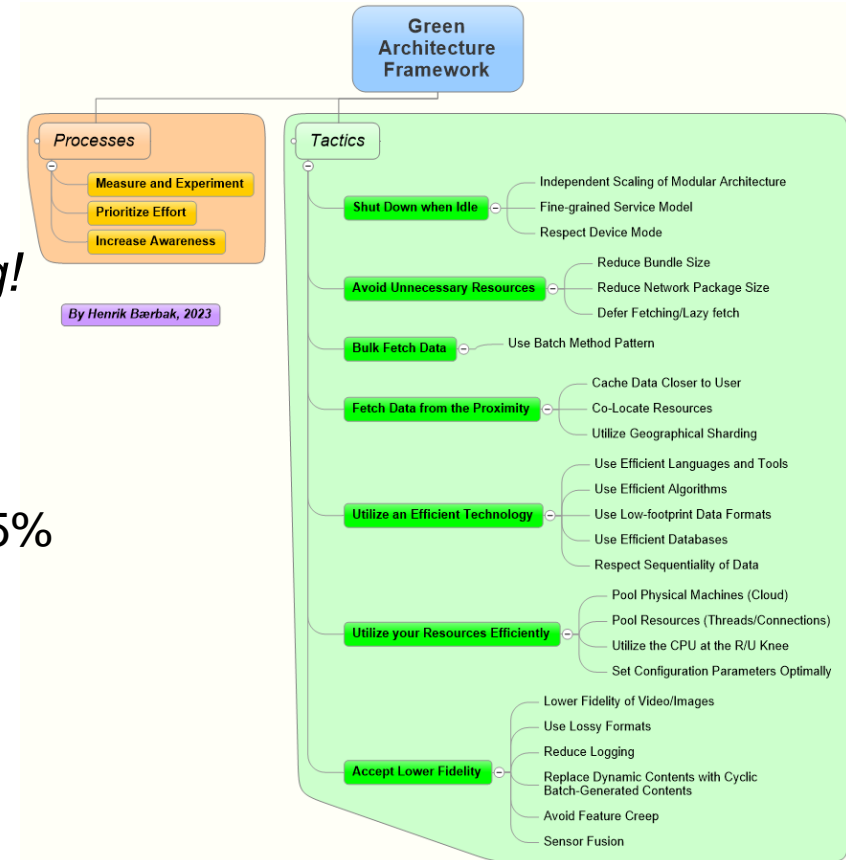 Green
Architecture
Framework
Processes
Measure and Experiment
Prioritize Effort
Increase Awareness
g!
By Henrik Bærbak, 2023
5%
Tactics
Shut Down when Idle
Independent Scaling of Modular Architecture
Fine-grained Service Model
Respect Device Mode
Avoid Unnecessary Resources
Reduce Bundle Size
Reduce Network Package Size
Defer Fetching/Lazy fetch
Bulk Fetch Data
Use Batch Method Pattern
Fetch Data from the Proximity
Cache Data Closer to User
Co-Locate Resources
Utilize Geographical Sharding
Utilize an Efficient Technology
Use Efficient Languages and Tools
Use Efficient Algorithms
Use Low-footprint Data Formats
Use Efficient Databases
Respect Sequentiality of Data
Utilize your Resources Efficiently
Pool Physical Machines (Cloud)
Pool Resources (Threads/Connections)
Utilize the CPU at the R/U Knee
Set Configuration Parameters Optimally
Accept Lower Fidelity
Lower Fidelity of Video/Images
Use Lossy Formats
Reduce Logging
Replace Dynamic Contents with Cyclic
Batch-Generated Contents
Avoid Feature Creep
Sensor Fusion